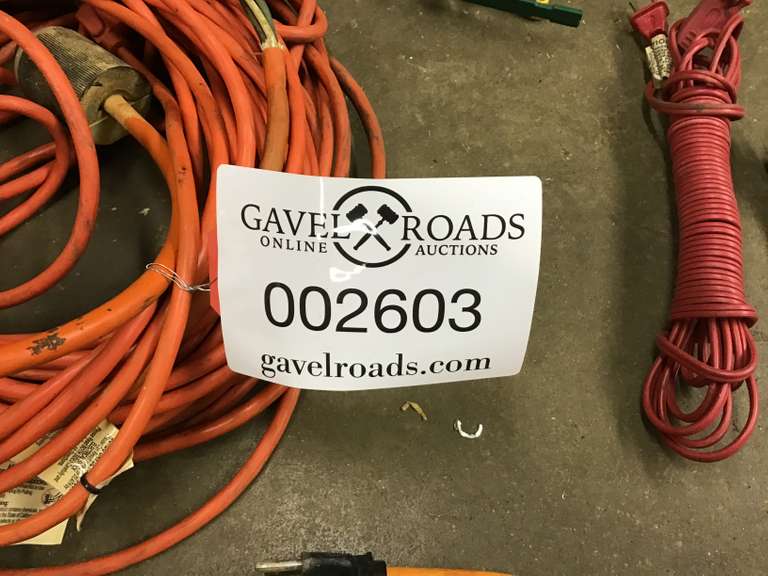 GAVEL ROADS
ONLINE AUCTIONS
002603
gavelroads.com